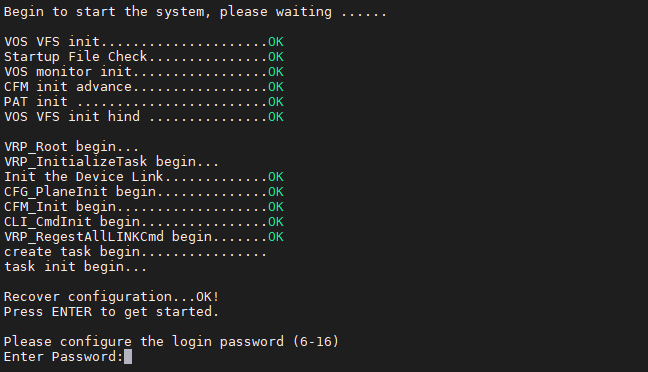 Begin to start the system, please waiting ......
VOS VFS init.....................OK
Startup File Check...............OK
VOS monitor init.................OK
CFM init advance.................OK
PAT init ........................OK
VOS VFS init hind ...............OK
VRP_Root begin...
VRP_InitializeTask begin...
Init the Device Link.............OK
CFG_PlaneInit begin..............OK
CFM_Init begin...................OK
CLI_CmdInit begin................OK
VRP_RegestAllLINKCmd begin.......OK
create task begin................
task init begin...
Recover configuration...OK!
Press ENTER to get started.
Please configure the login password (6-16)
Enter Password: